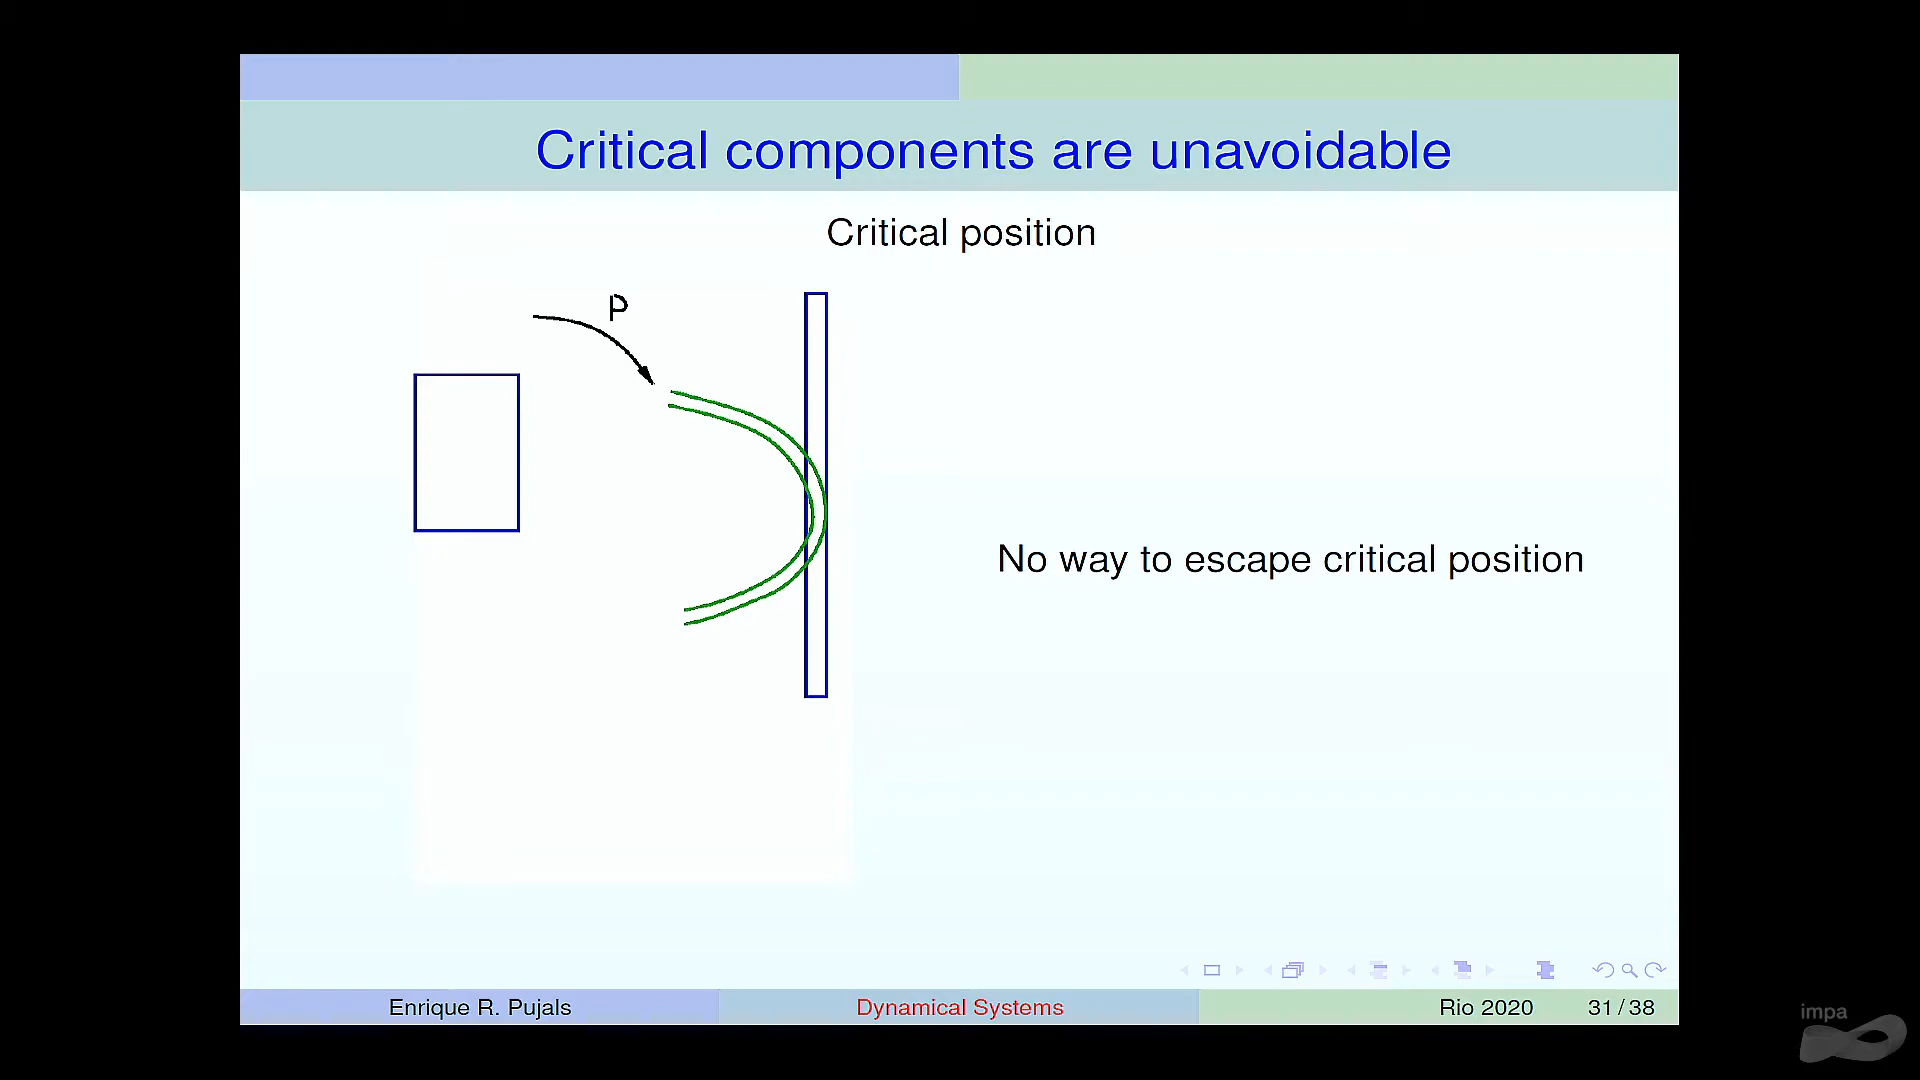 Critical components are unavoidable
Critical position
P
No way to escape critical position
Enrique R. Pujals
Dynamical Systems
Rio 2020
31 / 38
impa